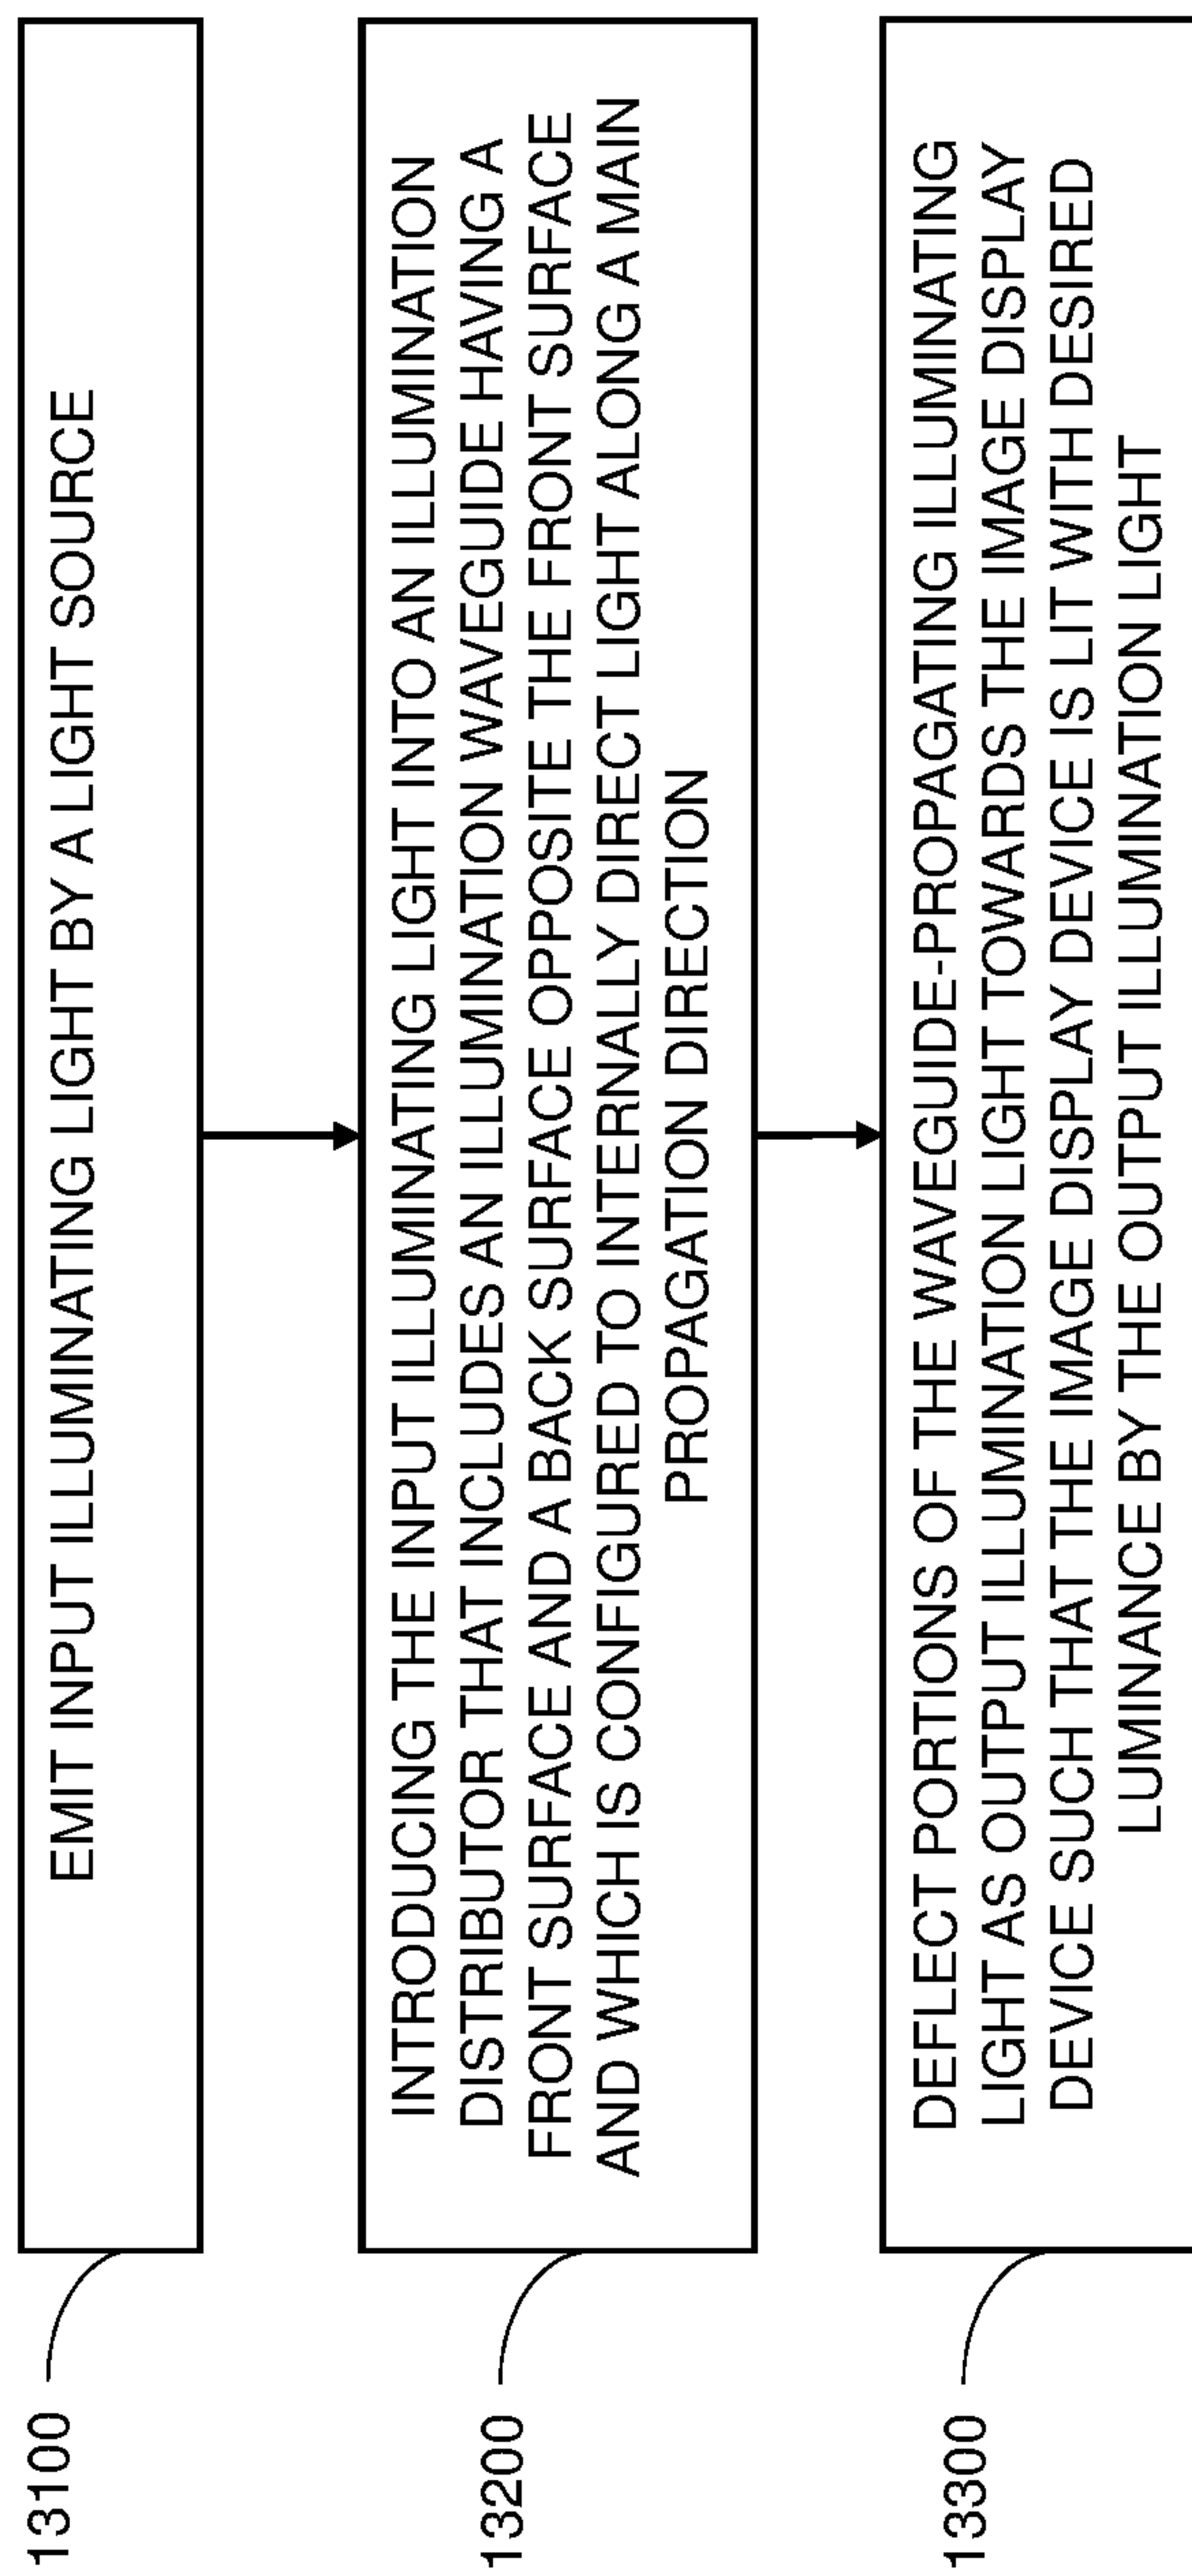 13100
EMIT INPUT ILLUMINATING LIGHT BY A LIGHT SOURCE
13200
INTRODUCING THE INPUT ILLUMINATING LIGHT INTO AN ILLUMINATION
DISTRIBUTOR THAT INCLUDES AN ILLUMINATION WAVEGUIDE HAVING A
FRONT SURFACE AND A BACK SURFACE OPPOSITE THE FRONT SURFACE
AND WHICH IS CONFIGURED TO INTERNALLY DIRECT LIGHT ALONG A MAIN
PROPAGATION DIRECTION
13300
DEFLECT PORTIONS OF THE WAVEGUIDE-PROPAGATING ILLUMINATING
LIGHT AS OUTPUT ILLUMINATION LIGHT TOWARDS THE IMAGE DISPLAY
DEVICE SUCH THAT THE IMAGE DISPLAY DEVICE IS LIT WITH DESIRED
LUMINANCE BY THE OUTPUT ILLUMINATION LIGHT